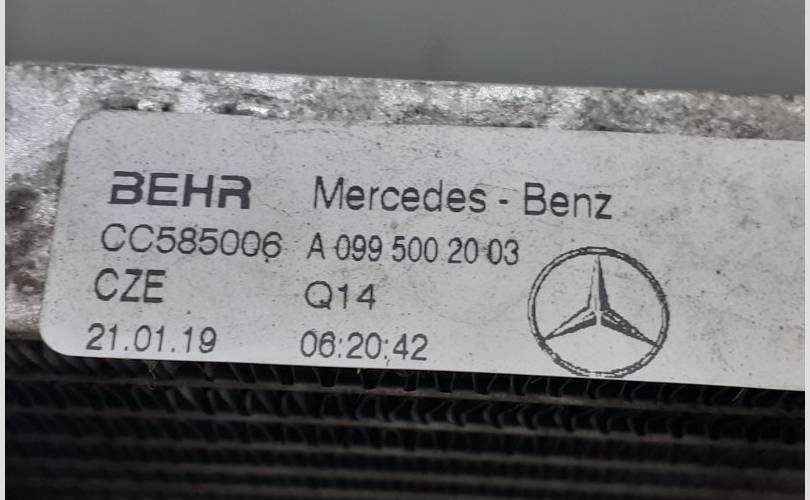 BEHR Mercedes - Benz
CC585006 A 099 500 20 03
CZE Q14
21.01.19 06:20:42